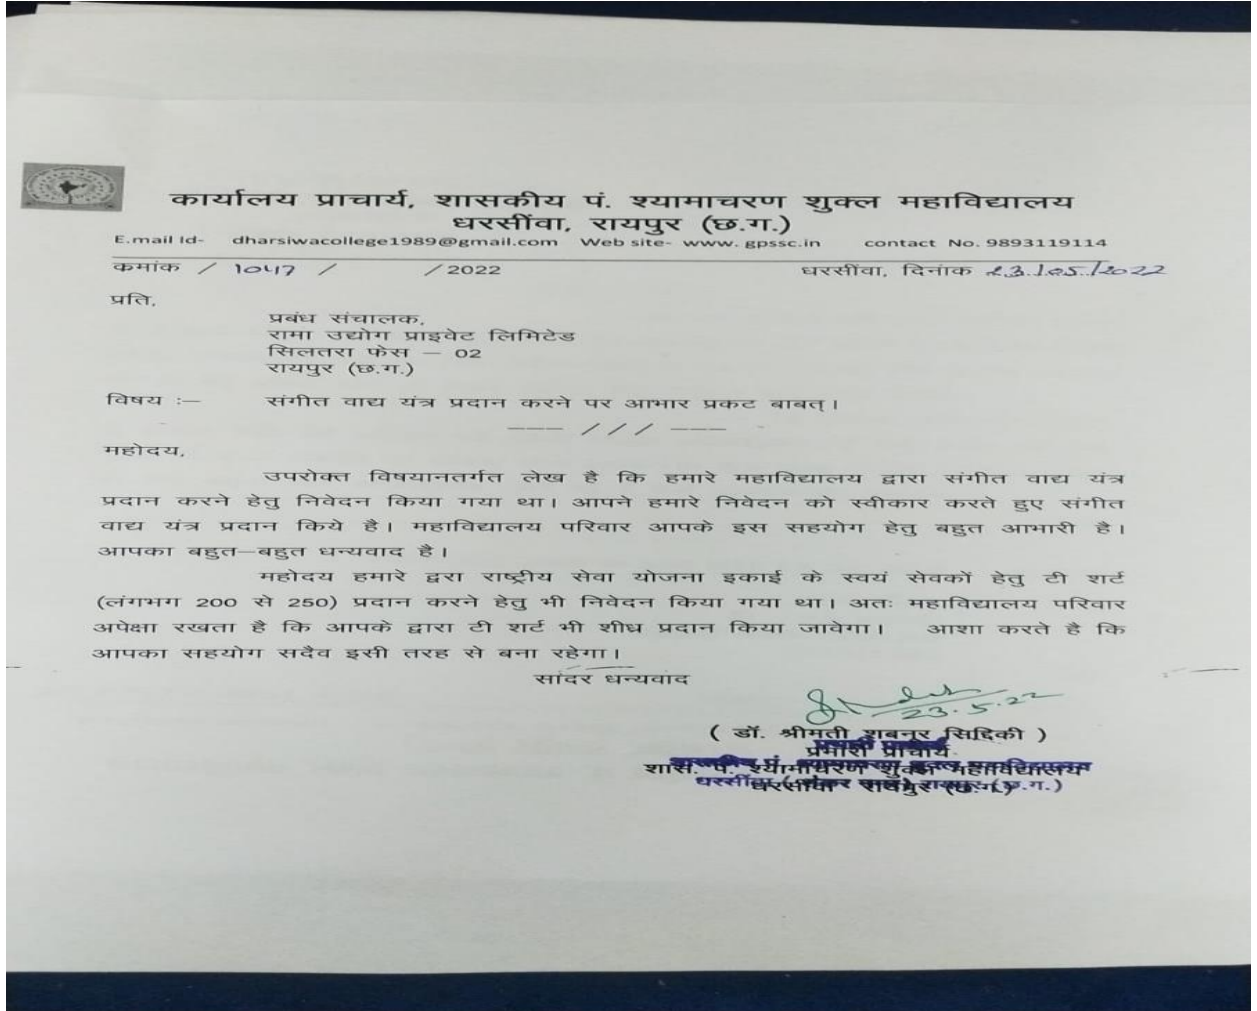 कार्यालय प्राचार्य, शासकीय पं. श्यामाचरण शुक्ल महाविद्यालय
धरसींवा, रायपुर (छ.ग.)
E.mail Id- dharsiwacollege1989@gmail.com Web site- www. gpssc.in contact No. 9893119114
कमांक / 1047 / / 2022 धरसींवा, दिनांक 23/05/2022
प्रति,
प्रबंध संचालक,
रामा उद्योग प्राइवेट लिमिटेड
सिलतरा फेस – 02
रायपुर (छ.ग.)
विषय :– संगीत वाद्य यंत्र प्रदान करने पर आभार प्रकट बाबत्।
––– / / / –––
महोदय,
उपरोक्त विषयानतर्गत लेख है कि हमारे महाविद्यालय द्वारा संगीत वाद्य यंत्र
प्रदान करने हेतु निवेदन किया गया था। आपने हमारे निवेदन को स्वीकार करते हुए संगीत
वाद्य यंत्र प्रदान किये है। महाविद्यालय परिवार आपके इस सहयोग हेतु बहुत आभारी है।
आपका बहुत–बहुत धन्यवाद है।
महोदय हमारे द्वरा राष्ट्रीय सेवा योजना इकाई के स्वयं सेवकों हेतु टी शर्ट
(लंगभग 200 से 250) प्रदान करने हेतु भी निवेदन किया गया था। अतः महाविद्यालय परिवार
अपेक्षा रखता है कि आपके द्वारा टी शर्ट भी शीध प्रदान किया जावेगा। आशा करते है कि
आपका सहयोग सदैव इसी तरह से बना रहेगा।
सांदर धन्यवाद
23.5.22
( डॉ. श्रीमती शबनूर सिद्दिकी )
प्रभारी प्राचार्य
शास. पं. श्यामाचरण शुक्ल महाविद्यालय
धरसींवा रायपुर (छ.ग.)